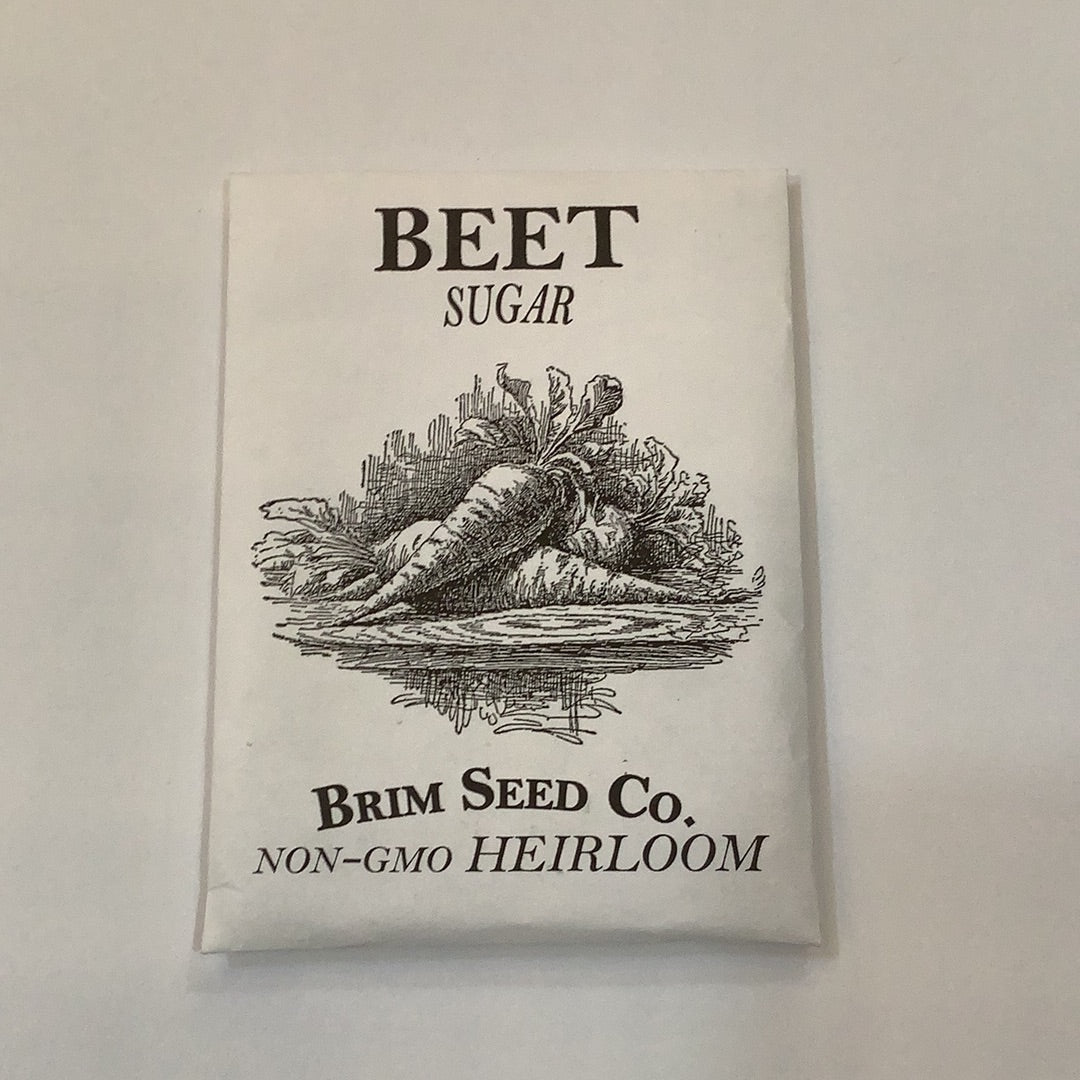 BEET
SUGAR
BRIM SEED CO.
NON-GMO HEIRLOOM